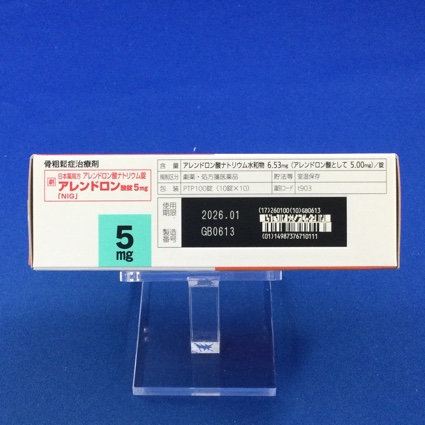 骨粗鬆症治療剤
日本薬局方 アレンドロン酸ナトリウム錠
劇 アレンドロン酸錠5mg
「NIG」
5
mg
含量 アレンドロン酸ナトリウム水和物 6.53mg (アレンドロン酸として 5.00mg)/錠
規制区分 劇薬・処方箋医薬品 貯法等 室温保存
包装 PTP100錠 (10錠×10) 識別コード t903
使用期限 2026.01
製造番号 GB0613
(17)260100(10)GB0613
(01)14987376710111